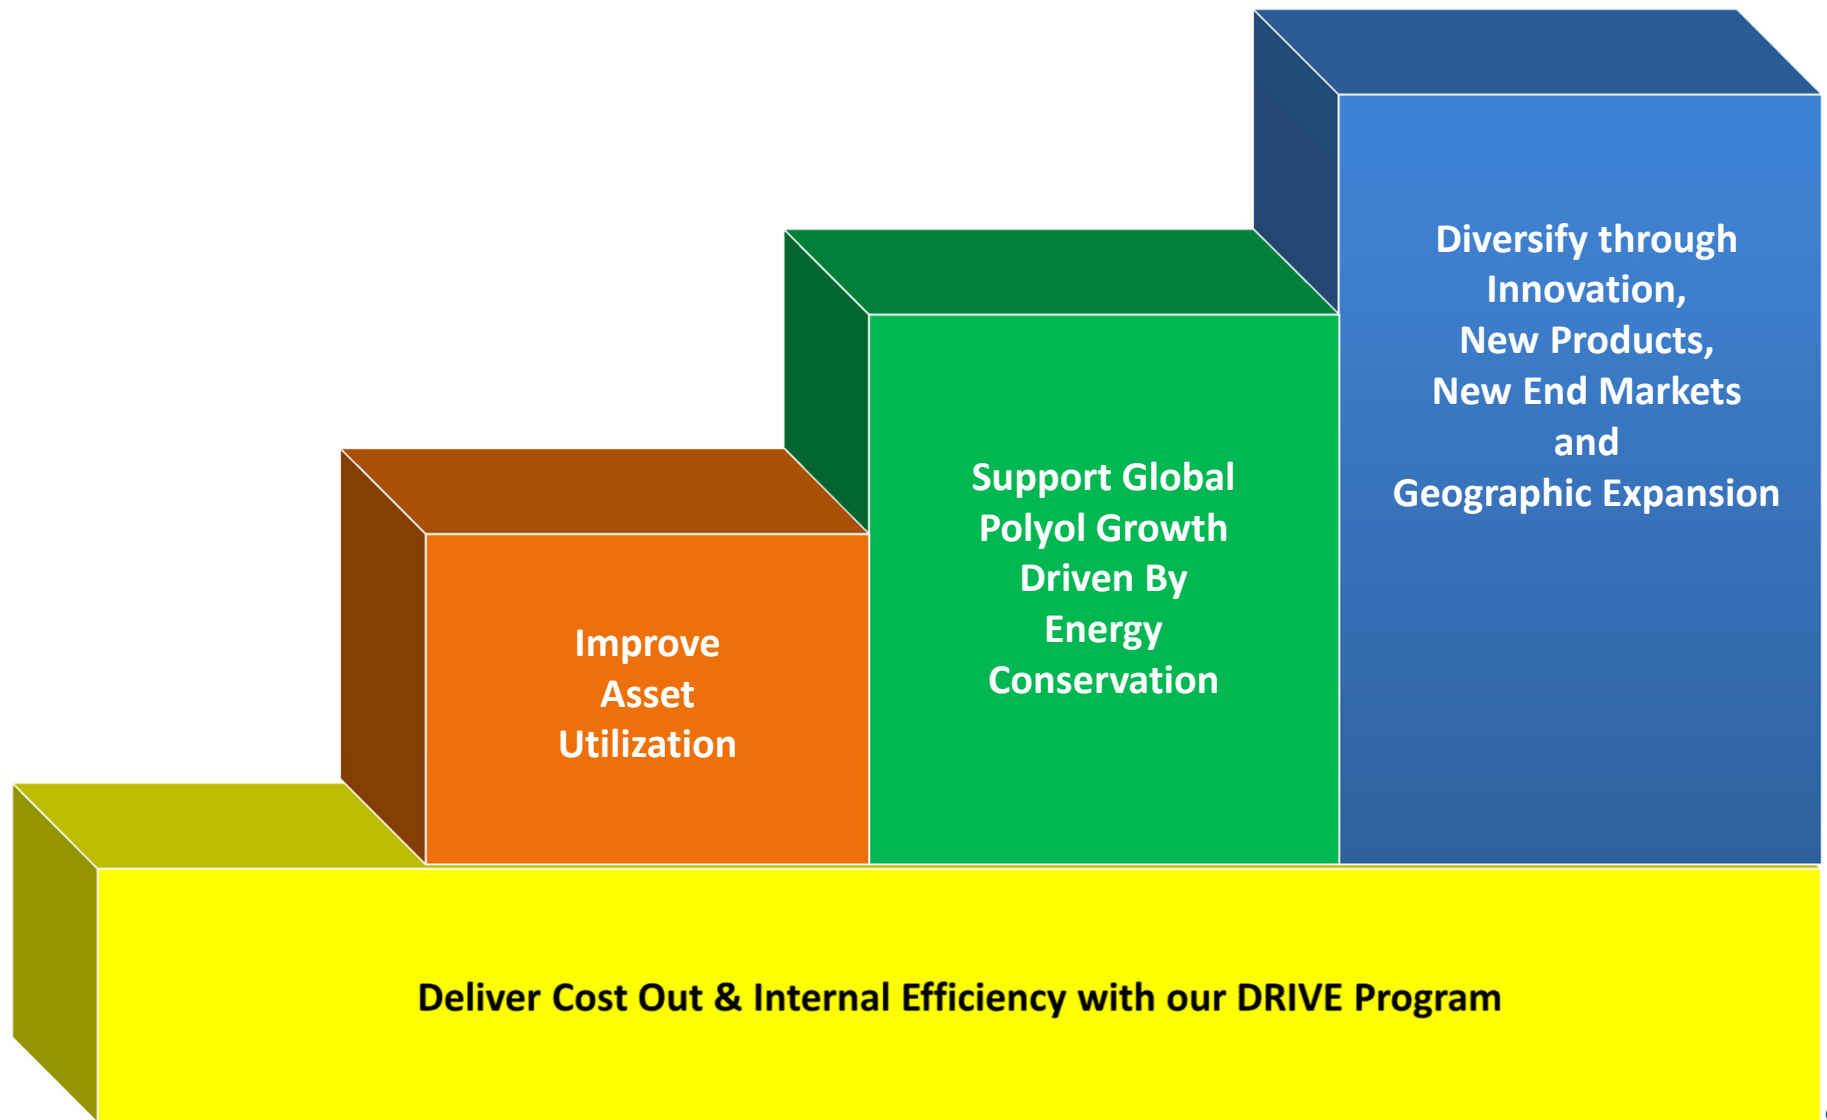 Diversify through
Innovation,
New Products,
New End Markets
and
Geographic Expansion
Support Global
Polyol Growth
Driven By
Energy
Conservation
Improve
Asset
Utilization
Deliver Cost Out & Internal Efficiency with our DRIVE Program